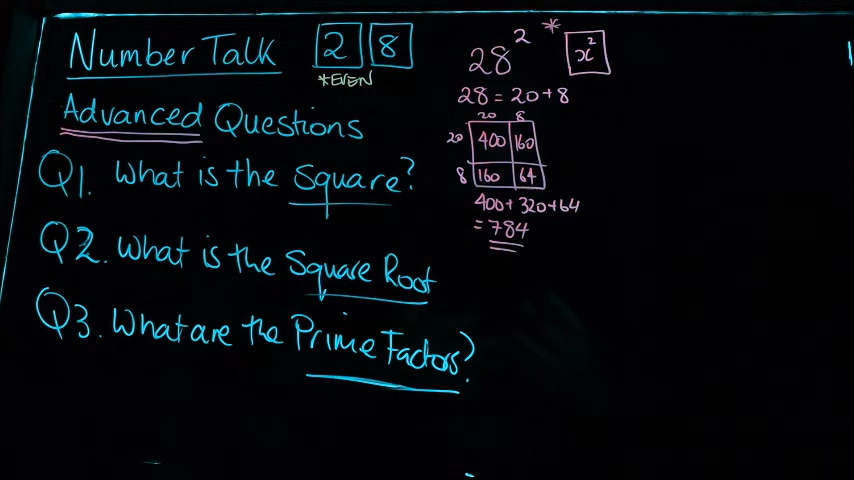 Number Talk 2 8
*EVEN
Advanced Questions
Q1. What is the Square?
Q2. What is the Square Root
Q3. What are the Prime Factors?
28² * x²
28 = 20 + 8
20 8
20 400 160
8 160 64
400 + 320 + 64
= 784